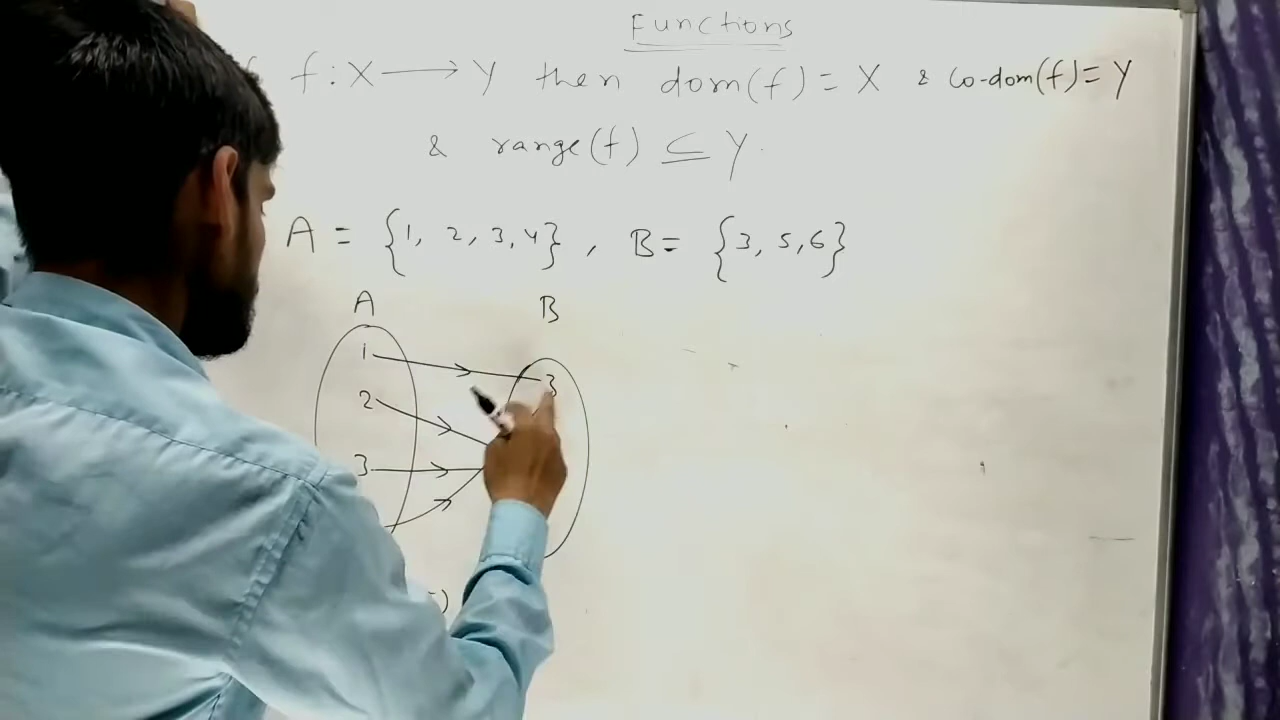 Functions
f : X → Y then dom(f) = X & co-dom(f) = Y
& range(f) ⊆ Y.
A = {1, 2, 3, 4}, B = {3, 5, 6}
A B
1 3
2
3